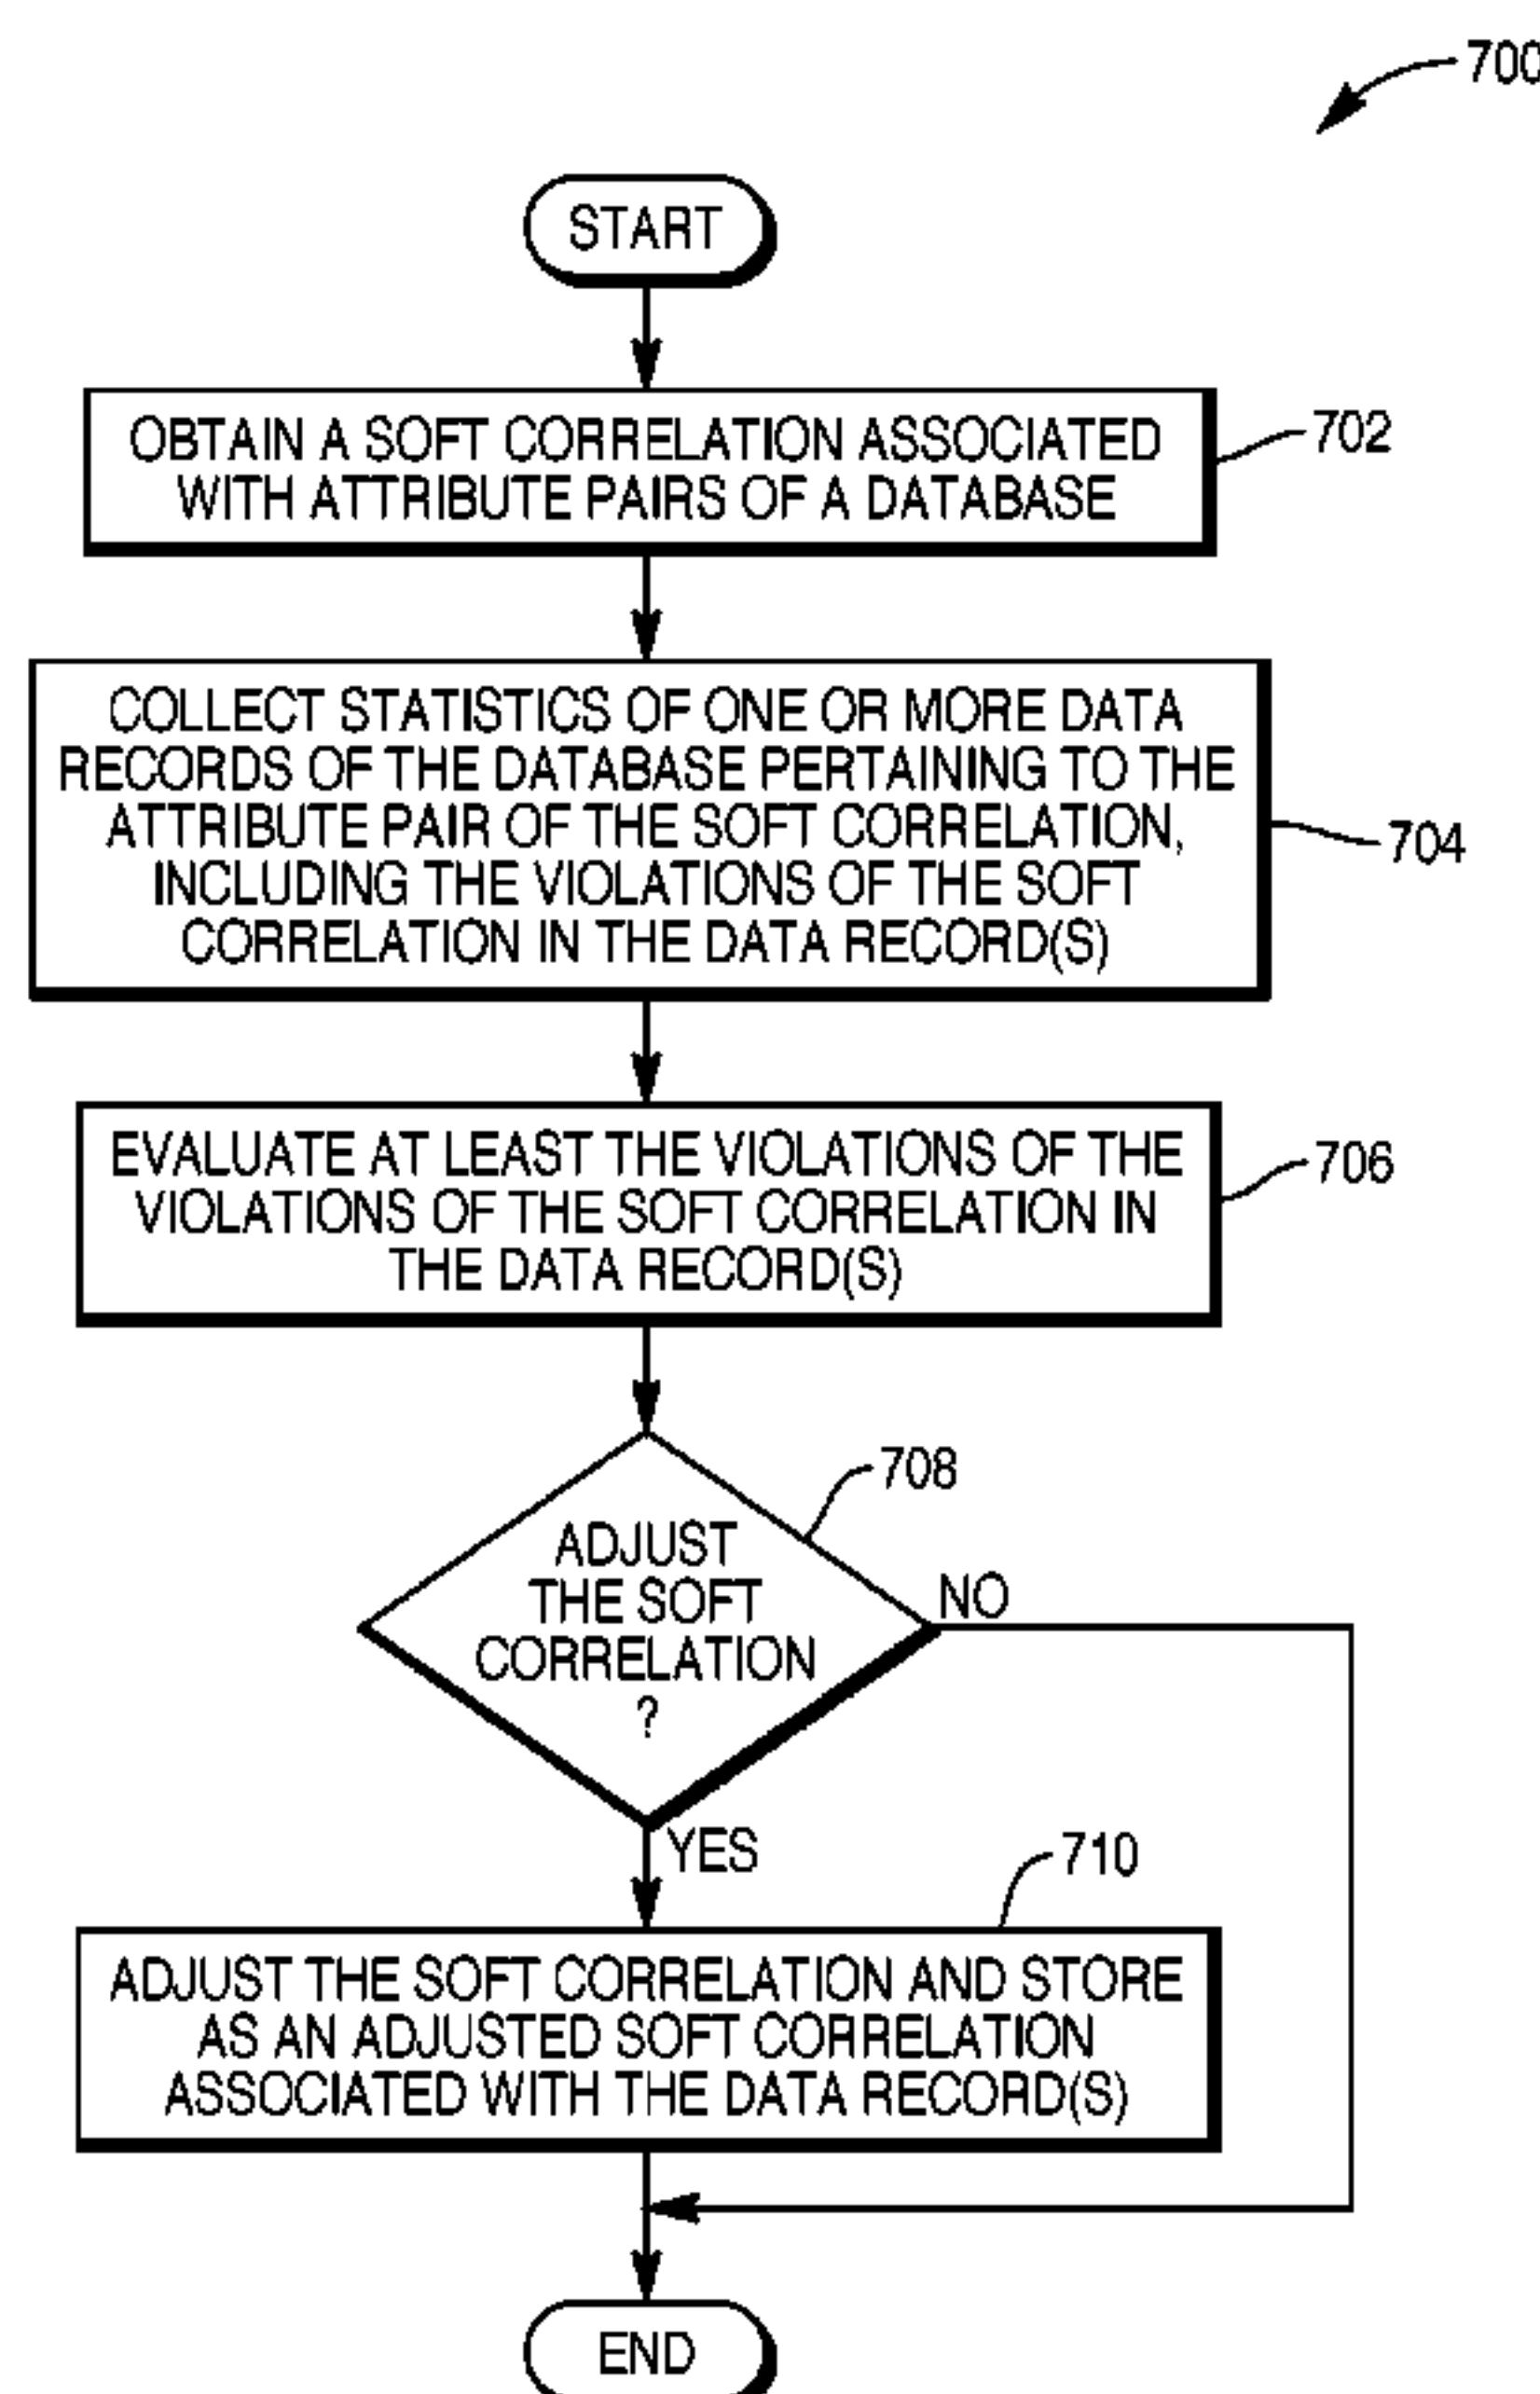 700
START
OBTAIN A SOFT CORRELATION ASSOCIATED
WITH ATTRIBUTE PAIRS OF A DATABASE
702
COLLECT STATISTICS OF ONE OR MORE DATA
RECORDS OF THE DATABASE PERTAINING TO THE
ATTRIBUTE PAIR OF THE SOFT CORRELATION,
INCLUDING THE VIOLATIONS OF THE SOFT
CORRELATION IN THE DATA RECORD(S)
704
EVALUATE AT LEAST THE VIOLATIONS OF THE
VIOLATIONS OF THE SOFT CORRELATION IN
THE DATA RECORD(S)
706
708
ADJUST
THE SOFT
CORRELATION
?
NO
YES
710
ADJUST THE SOFT CORRELATION AND STORE
AS AN ADJUSTED SOFT CORRELATION
ASSOCIATED WITH THE DATA RECORD(S)
END